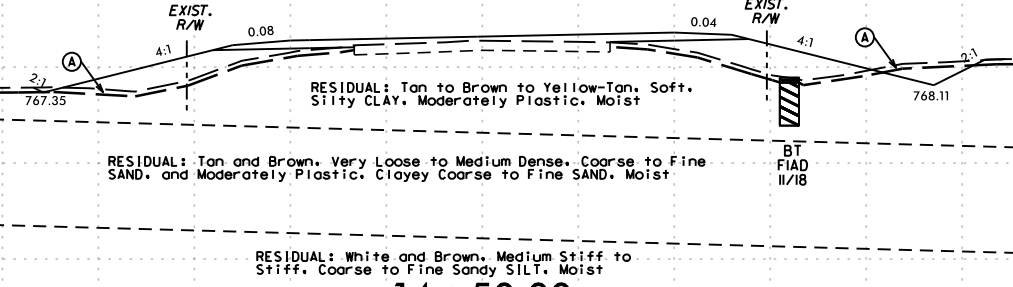 EXIST.
R/W
EXIST.
R/W
0.08
0.04
4:1
4:1
A
A
2:1
2:1
767.35
768.11
RESIDUAL: Tan to Brown to Yellow-Tan. Soft.
Silty CLAY. Moderately Plastic. Moist
BT
FIAD
11/18
RESIDUAL: Tan and Brown. Very Loose to Medium Dense. Coarse to Fine
SAND. and Moderately Plastic. Clayey Coarse to Fine SAND. Moist
RESIDUAL: White and Brown. Medium Stiff to
Stiff. Coarse to Fine Sandy SILT. Moist